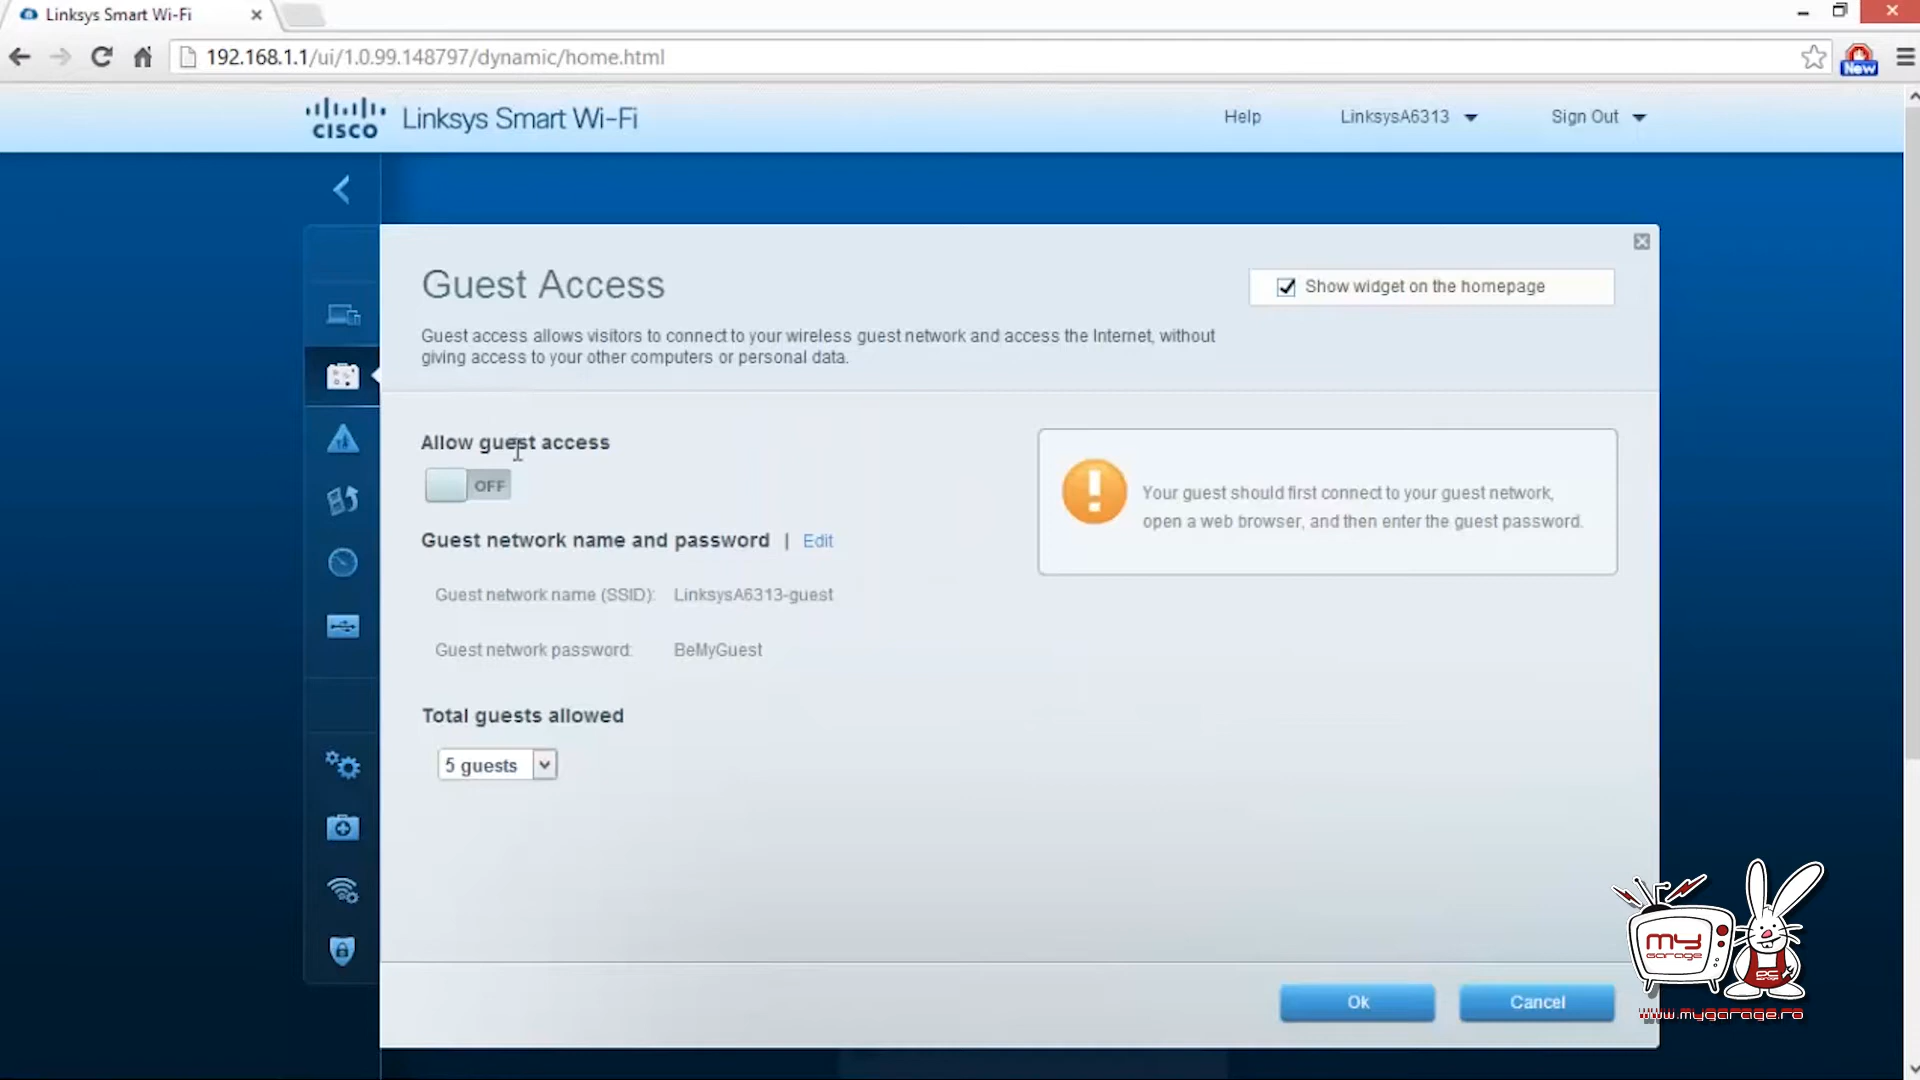 Linksys Smart Wi-Fi
192.168.1.1/ui/1.0.99.148797/dynamic/home.html
New
CISCO
Linksys Smart Wi-Fi
Help
LinksysA6313
Sign Out
Guest Access
Show widget on the homepage
Guest access allows visitors to connect to your wireless guest network and access the Internet, without
giving access to your other computers or personal data.
Allow guest access
OFF
Your guest should first connect to your guest network,
open a web browser, and then enter the guest password.
Guest network name and password | Edit
Guest network name (SSID): LinksysA6313-guest
Guest network password: BeMyGuest
Total guests allowed
5 guests
Ok
Cancel
my
garage
PC
garage
www.mygarage.ro